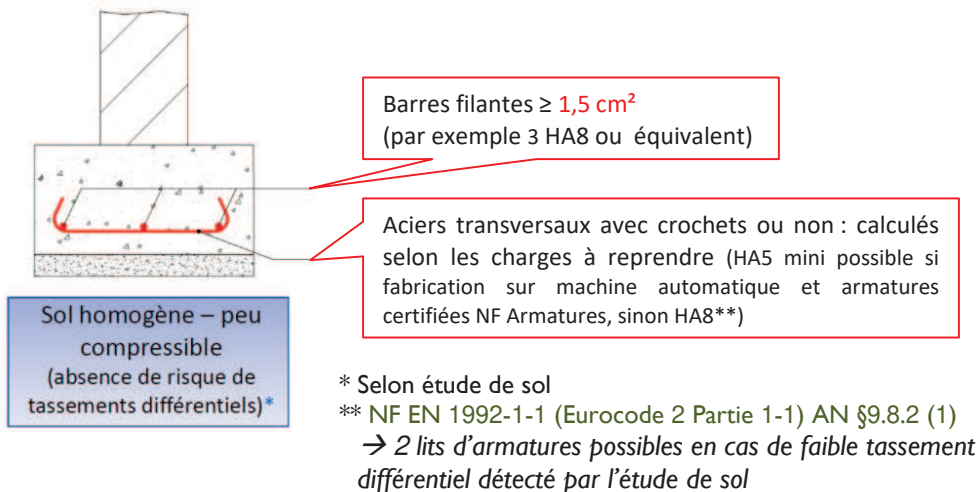 Barres filantes ≥ 1,5 cm²
(par exemple 3 HA8 ou équivalent)
Aciers transversaux avec crochets ou non : calculés
selon les charges à reprendre (HA5 mini possible si
fabrication sur machine automatique et armatures
certifiées NF Armatures, sinon HA8**)
Sol homogène – peu
compressible
(absence de risque de
tassements différentiels)*
* Selon étude de sol
** NF EN 1992-1-1 (Eurocode 2 Partie 1-1) AN §9.8.2 (1)
→ 2 lits d'armatures possibles en cas de faible tassement
différentiel détecté par l'étude de sol